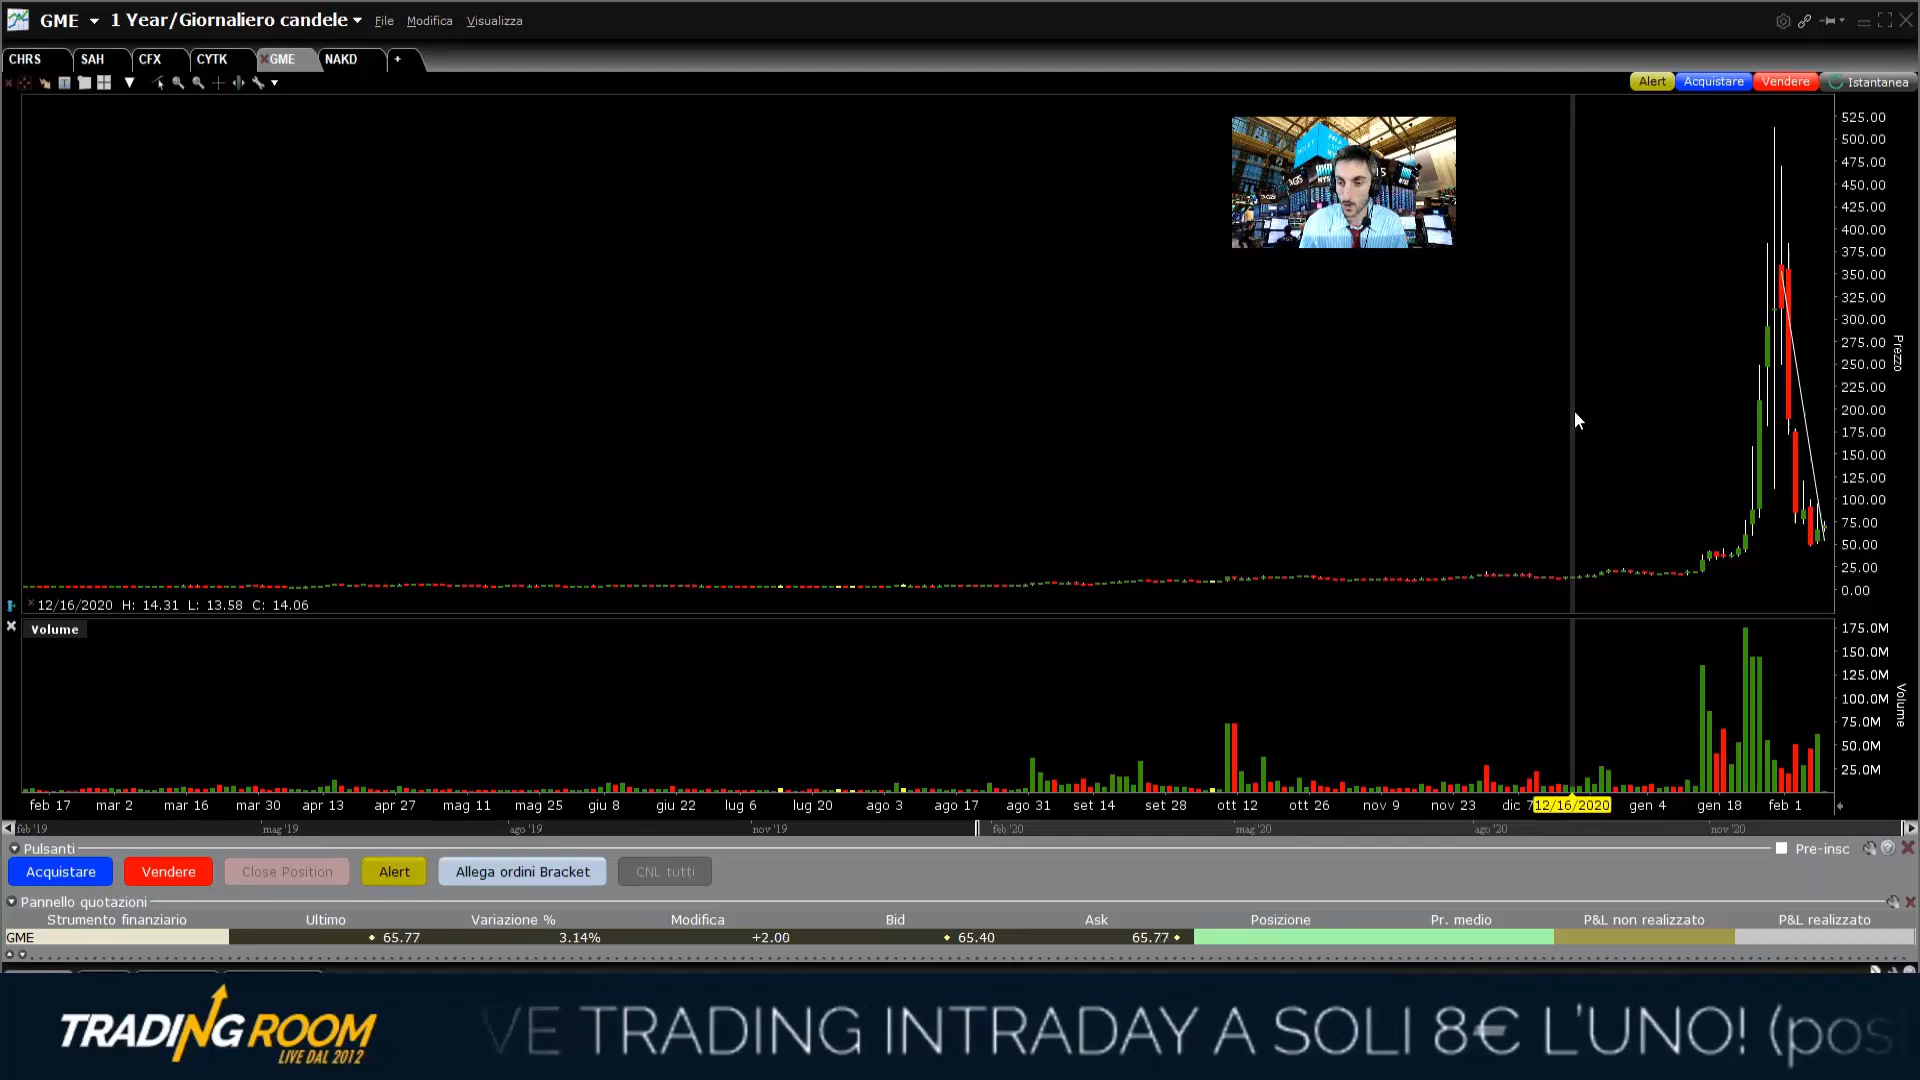 GME 1 Year/Giornaliero candele File Modifica Visualizza
CHRS SAH CFX CYTK GME NAKD +
Alert Acquistare Vendere Istantanea
525.00
500.00
475.00
450.00
425.00
400.00
375.00
350.00
325.00
300.00
275.00
250.00
225.00
200.00
175.00
150.00
125.00
100.00
75.00
50.00
25.00
0.00
Prezzo
12/16/2020 H: 14.31 L: 13.58 C: 14.06
Volume
175.0M
150.0M
125.0M
100.0M
75.0M
50.0M
25.0M
Volume
feb 17 mar 2 mar 16 mar 30 apr 13 apr 27 mag 11 mag 25 giu 8 giu 22 lug 6 lug 20 ago 3 ago 17 ago 31 set 14 set 28 ott 12 ott 26 nov 9 nov 23 dic 7 12/16/2020 gen 4 gen 18 feb 1
feb '19 mag '19 ago '19 nov '19 feb '20 mag '20 ago '20 nov '20
Pulsanti Pre-insc
Acquistare Vendere Close Position Alert Allega ordini Bracket CNL tutti
Pannello quotazioni
Strumento finanziario Ultimo Variazione % Modifica Bid Ask Posizione Pr. medio P&L non realizzato P&L realizzato
GME 65.77 3.14% +2.00 65.40 65.77
TRADING ROOM
LIVE DAL 2012
VE TRADING INTRADAY A SOLI 8€ L'UNO! (pos